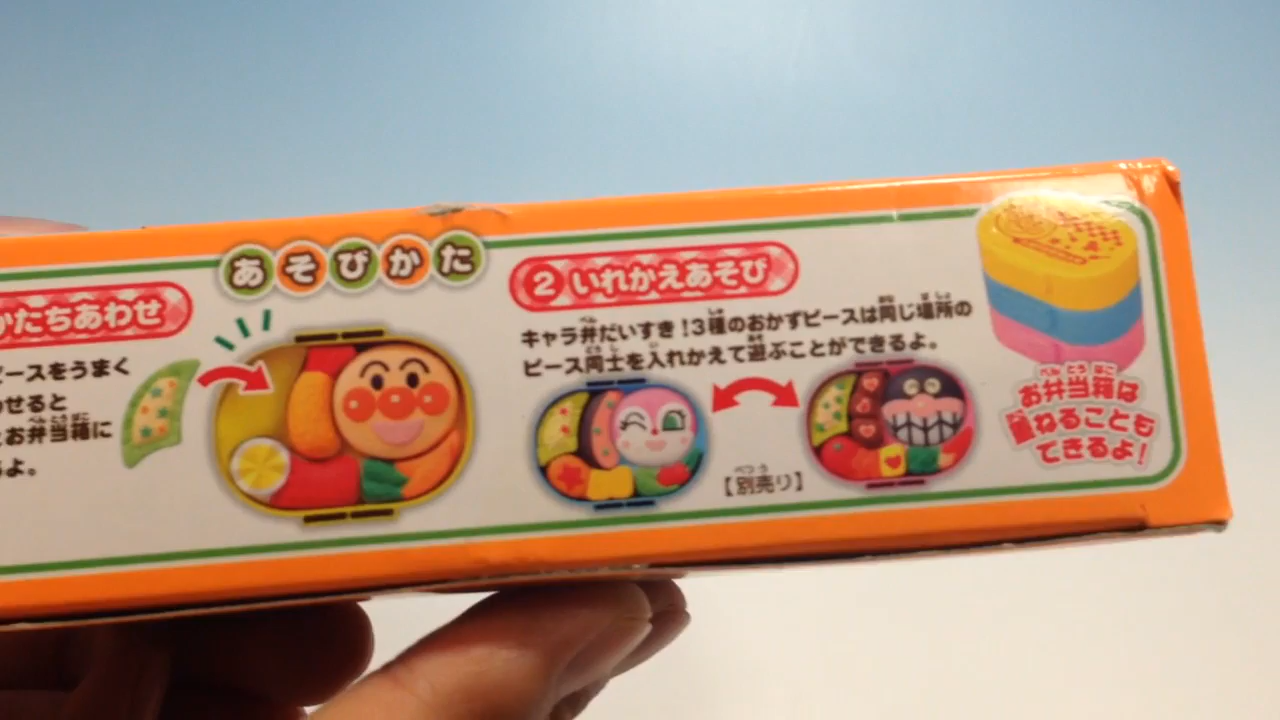 あそびかた
かたちあわせ
ピースをうまく
わせると
お弁当箱に
るよ。
② いれかえあそび
キャラ弁だいすき！3種のおかずピースは同じ場所の
ピース同士を入れかえて遊ぶことができるよ。
【別売り】
お弁当箱は
重ねることも
できるよ！